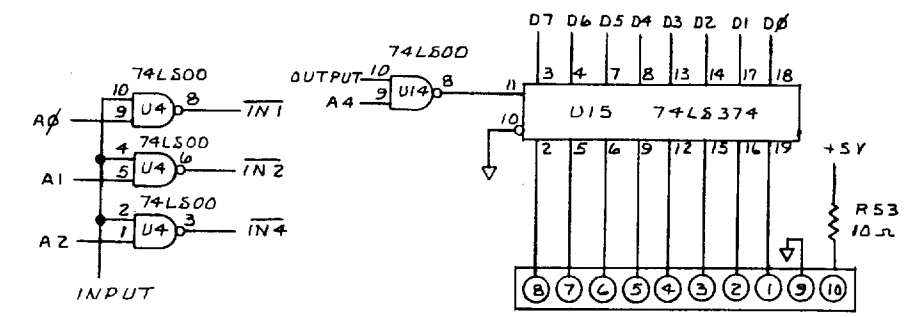 D7 D6 D5 D4 D3 D2 D1 DØ
74LS00
OUTPUT 10
9
A4
U14
8
11
3 4 7 8 13 14 17 18
U15 74LS374
10
2 5 6 9 12 15 16 19
+5V
R53
10Ω
8 7 6 5 4 3 2 1 9 10
74LS00
10
9
AØ
U4
8
IN1
74LS00
4
5
A1
U4
6
IN2
74LS00
2
1
A2
U4
3
IN4
INPUT